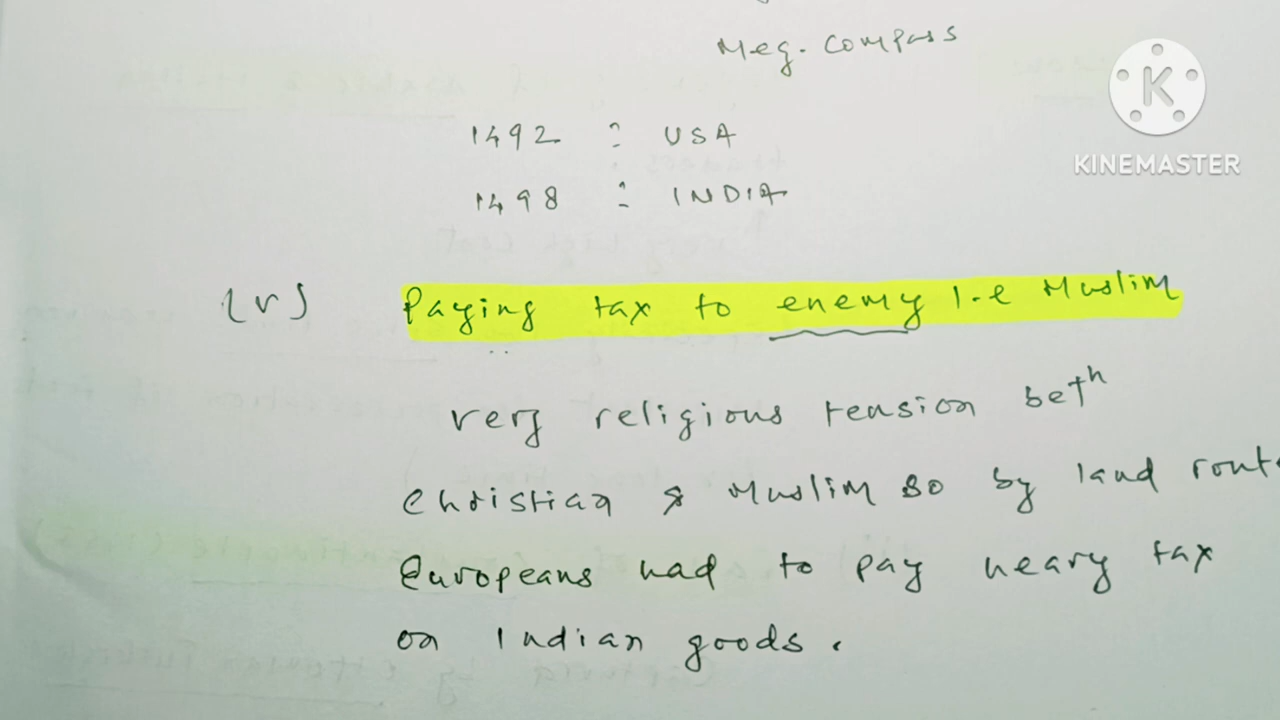 Meg. Compass
KINEMASTER
1492 : USA
1498 : INDIA
(v) Paying tax to enemy i.e Muslim
very religious tension betn
Christian & Muslim so by land route
Europeans had to pay heavy tax
on Indian goods.